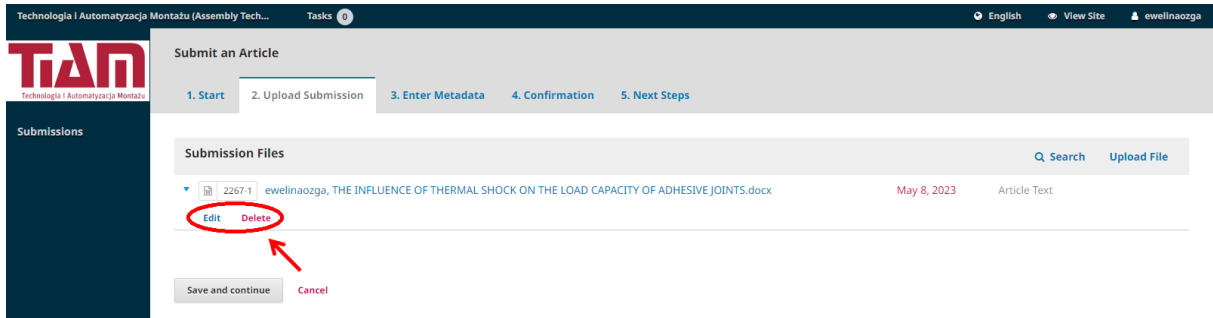 Technologia I Automatyzacja Montażu (Assembly Tech... Tasks 0 English View Site ewelinaozga
TiAM
Technologia I Automatyzacja Montażu
Submit an Article
1. Start 2. Upload Submission 3. Enter Metadata 4. Confirmation 5. Next Steps
Submissions
Submission Files Search Upload File
2267-1 ewelinaozga, THE INFLUENCE OF THERMAL SHOCK ON THE LOAD CAPACITY OF ADHESIVE JOINTS.docx May 8, 2023 Article Text
Edit Delete
Save and continue Cancel